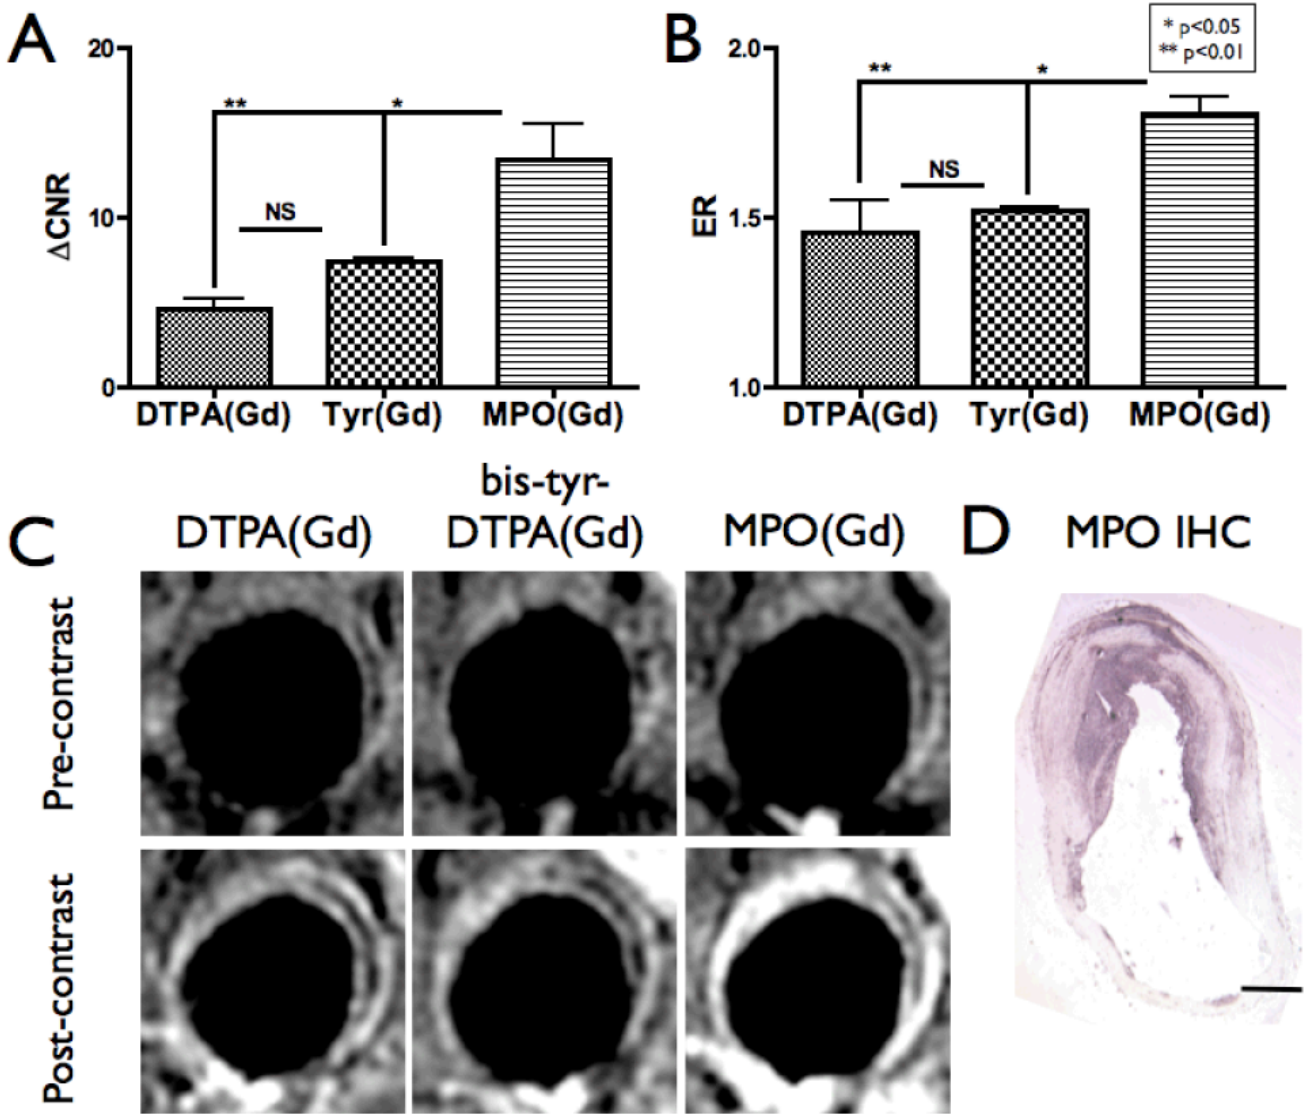 A
20
10
0
ΔCNR
**
*
NS
DTPA(Gd) Tyr(Gd) MPO(Gd)
B
* p<0.05
** p<0.01
2.0
1.5
1.0
ER
**
*
NS
DTPA(Gd) Tyr(Gd) MPO(Gd)
C
DTPA(Gd)
bis-tyr-
DTPA(Gd)
MPO(Gd)
Pre-contrast
Post-contrast
D
MPO IHC